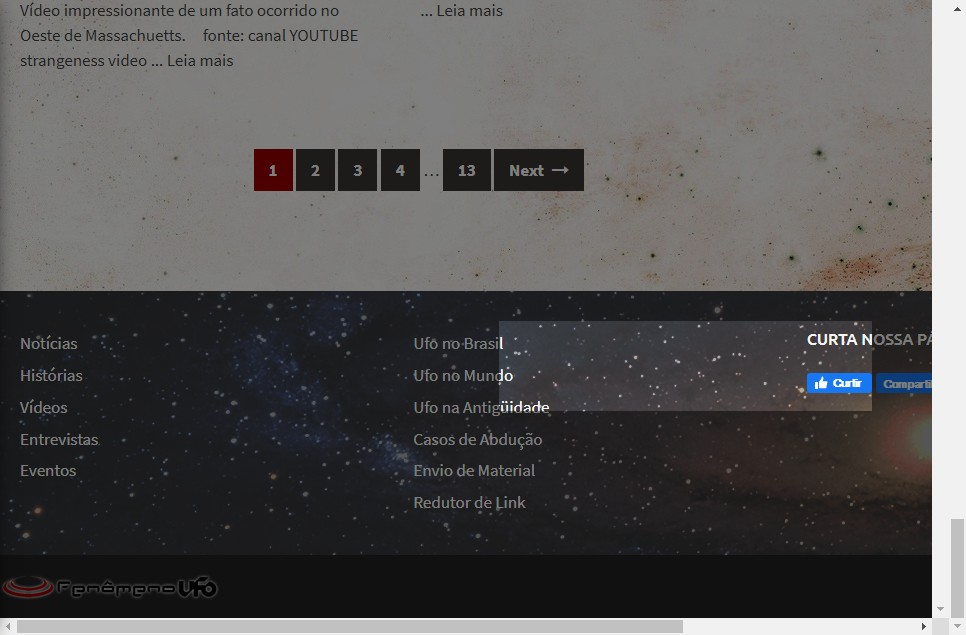 Vídeo impressionante de um fato ocorrido no
Oeste de Massachuetts. fonte: canal YOUTUBE
strangeness video ... Leia mais
... Leia mais
1 2 3 4 ... 13 Next →
Notícias
Histórias
Vídeos
Entrevistas
Eventos
Ufo no Brasil
Ufo no Mundo
Ufo na Antigüidade
Casos de Abdução
Envio de Material
Redutor de Link
CURTA NOSSA PÁ
Curtir
Comparti
Fenômeno UFO